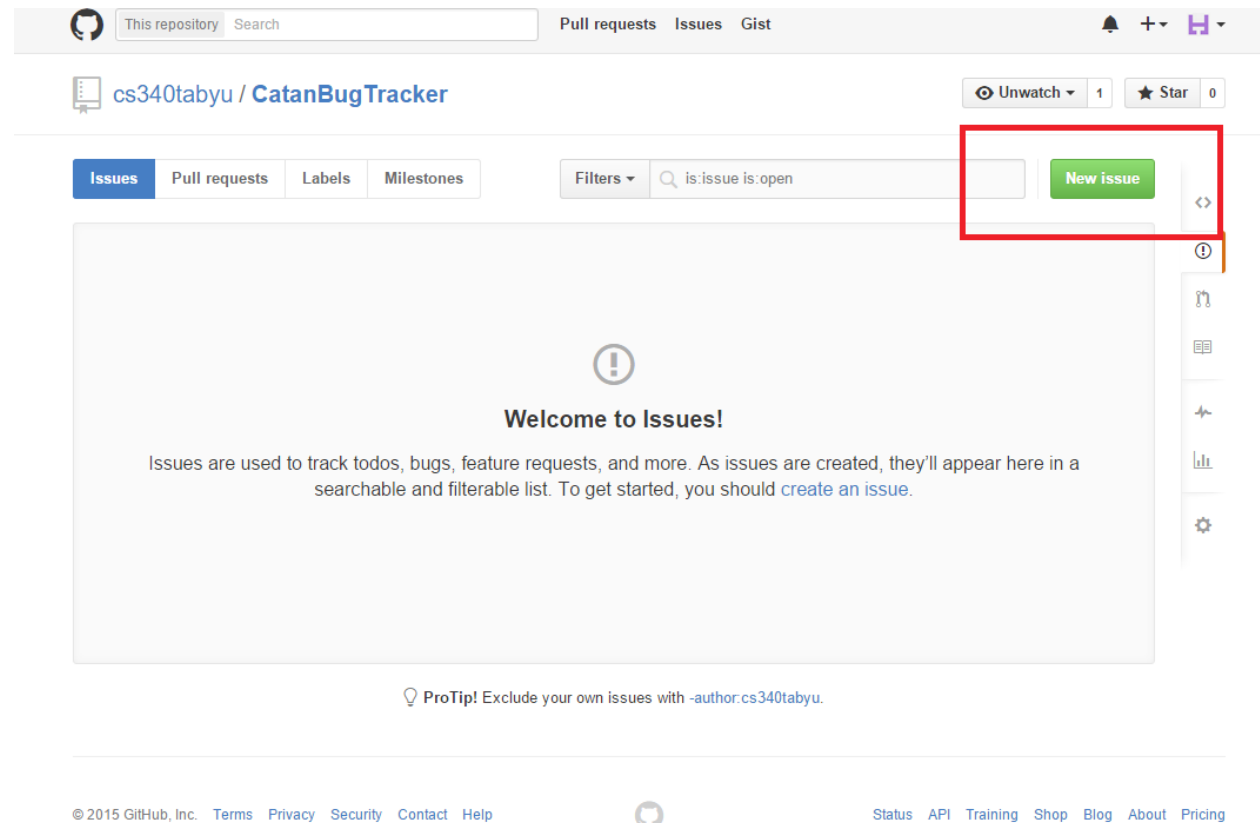 This repository Search Pull requests Issues Gist
cs340tabyu / CatanBugTracker Unwatch 1 Star 0
Issues Pull requests Labels Milestones Filters is:issue is:open New issue
Welcome to Issues!
Issues are used to track todos, bugs, feature requests, and more. As issues are created, they'll appear here in a
searchable and filterable list. To get started, you should create an issue.
ProTip! Exclude your own issues with -author:cs340tabyu.
© 2015 GitHub, Inc. Terms Privacy Security Contact Help Status API Training Shop Blog About Pricing